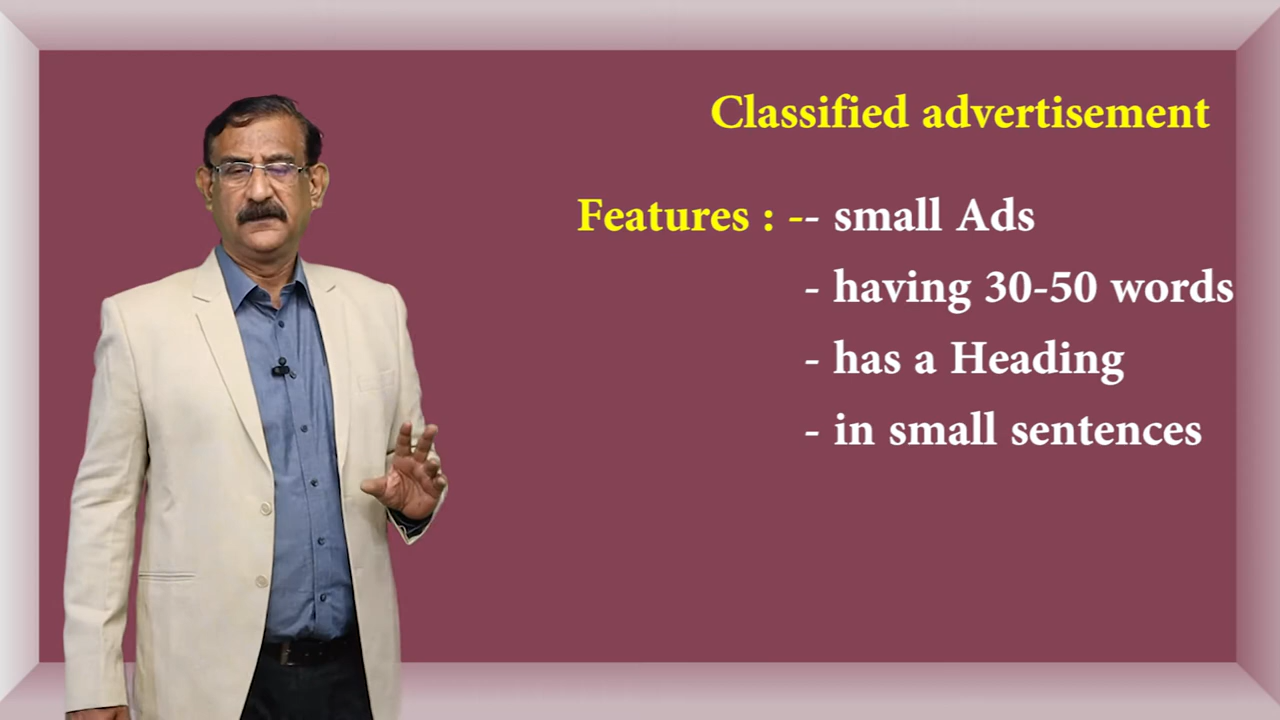 Classified advertisement
Features : -- small Ads
- having 30-50 words
- has a Heading
- in small sentences